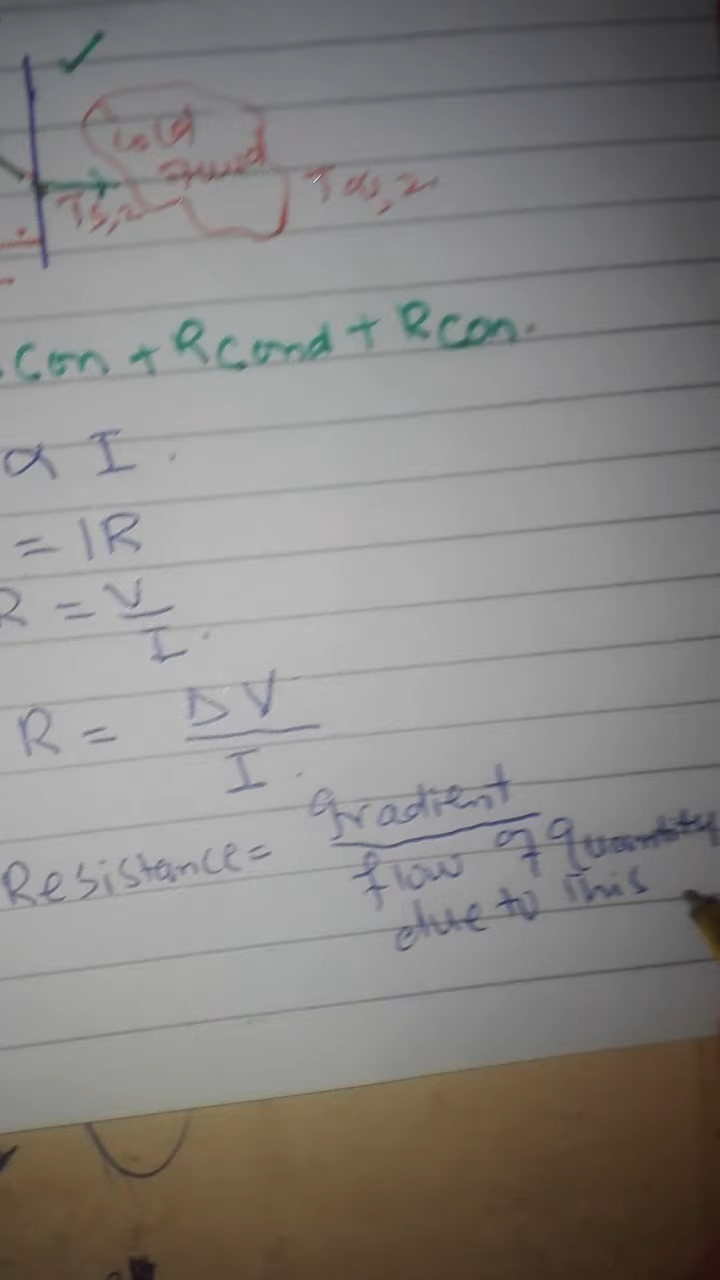 cold
fluid
Ts,2
T∞,2
con + Rcond + Rcon.
α I.
= IR
R = V/I.
R = ΔV/I.
Resistance = gradient
flow of quantity
due to this